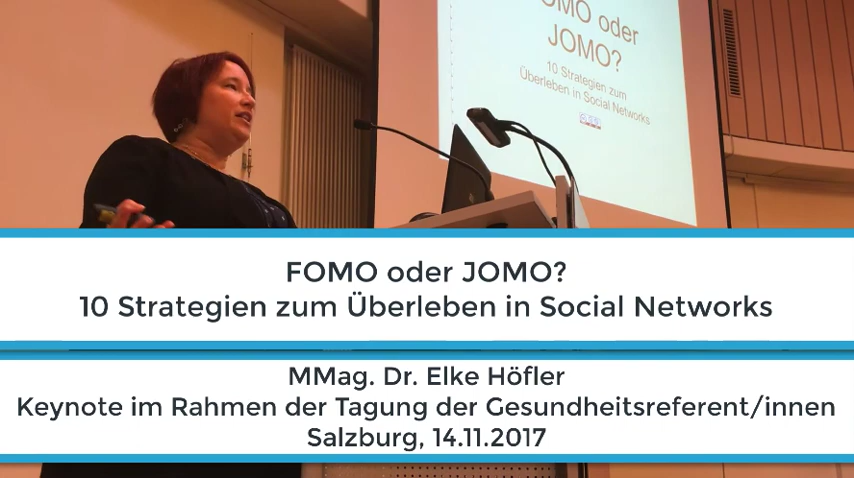 FOMO oder
JOMO?
10 Strategien zum
Überleben in Social Networks
FOMO oder JOMO?
10 Strategien zum Überleben in Social Networks
MMag. Dr. Elke Höfler
Keynote im Rahmen der Tagung der Gesundheitsreferent/innen
Salzburg, 14.11.2017